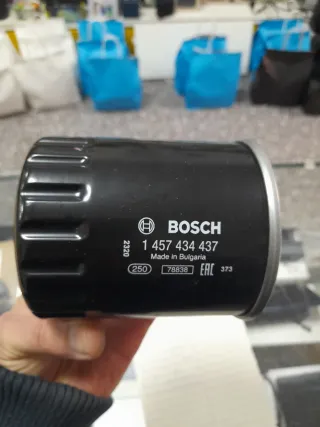 BOSCH
1 457 434 437
Made in Bulgaria
2320
250 78838 EAC 373